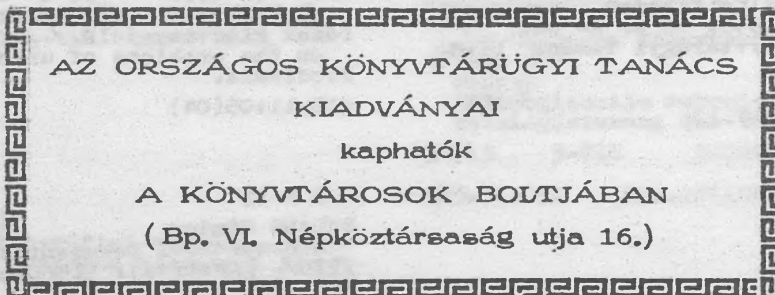 AZ ORSZÁGOS KÖNYVTÁRÜGYI TANÁCS
KIADVÁNYAI
kaphatók
A KÖNYVTÁROSOK BOLTJÁBAN
( Bp. VI. Népköztársaság utja 16.)